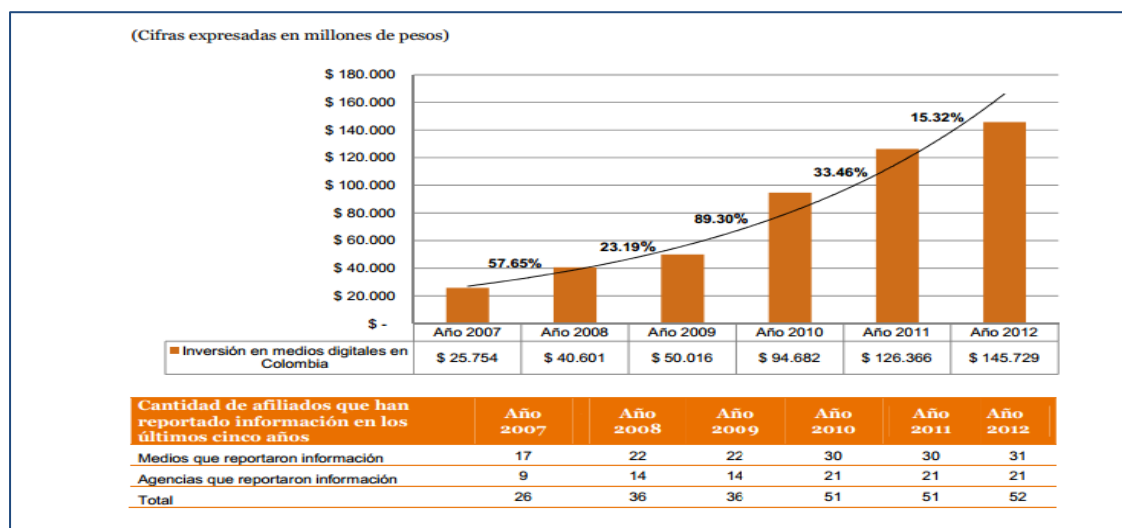 (Cifras expresadas en millones de pesos)
$ 180.000
$ 160.000
$ 140.000
$ 120.000
$ 100.000
$ 80.000
$ 60.000
$ 40.000
$ 20.000
$ -
57.65%
23.19%
89.30%
33.46%
15.32%
Año 2007 Año 2008 Año 2009 Año 2010 Año 2011 Año 2012
Inversión en medios digitales en
Colombia
$ 25.754 $ 40.601 $ 50.016 $ 94.682 $ 126.366 $ 145.729
Cantidad de afiliados que han
reportado información en los
últimos cinco años
Año
2007
Año
2008
Año
2009
Año
2010
Año
2011
Año
2012
Medios que reportaron información 17 22 22 30 30 31
Agencias que reportaron información 9 14 14 21 21 21
Total 26 36 36 51 51 52